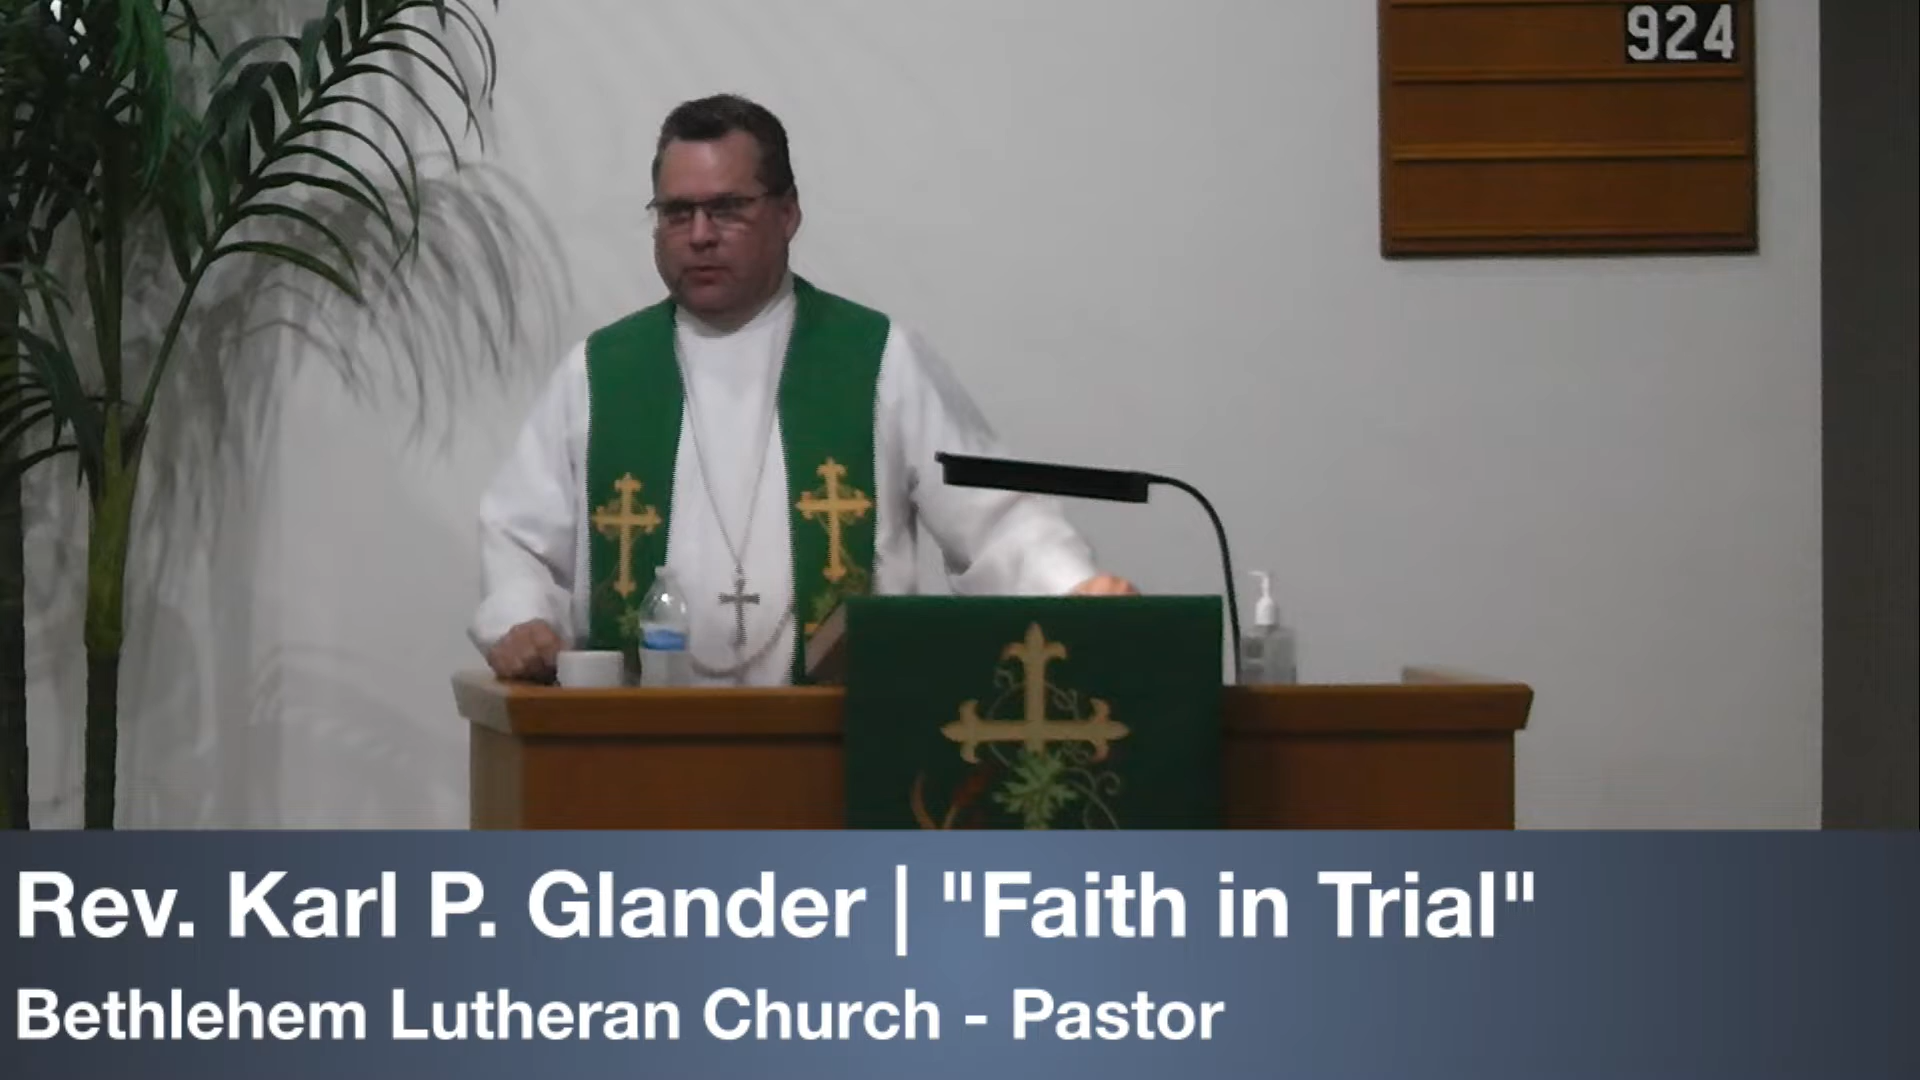 924
Rev. Karl P. Glander | "Faith in Trial"
Bethlehem Lutheran Church - Pastor